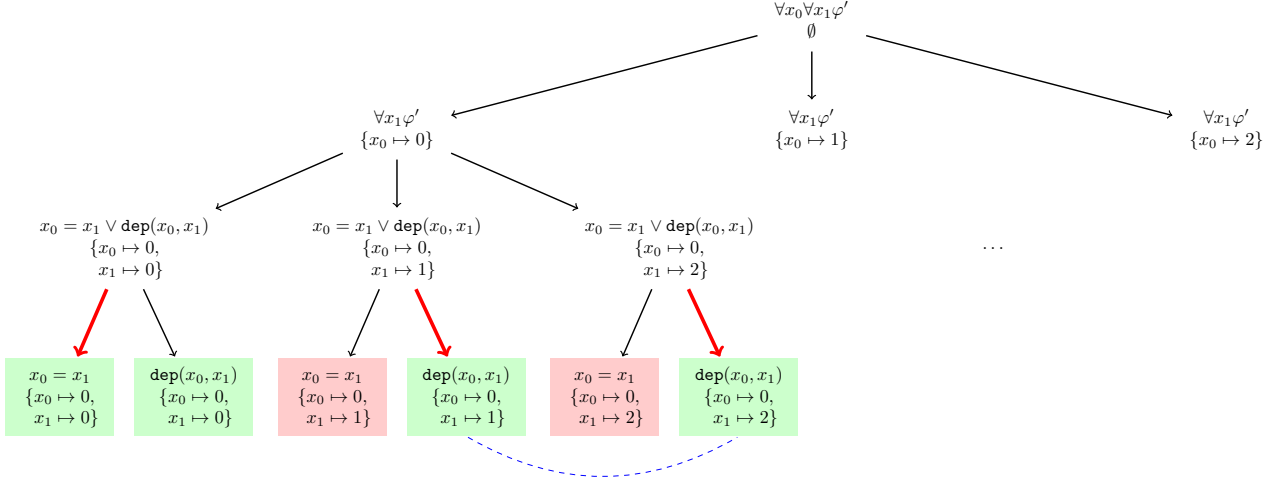 ∀x₀∀x₁φ′
∅
∀x₁φ′
{x₀ ↦ 0}
∀x₁φ′
{x₀ ↦ 1}
∀x₁φ′
{x₀ ↦ 2}
x₀ = x₁ ∨ dep(x₀, x₁)
{x₀ ↦ 0,
x₁ ↦ 0}
x₀ = x₁ ∨ dep(x₀, x₁)
{x₀ ↦ 0,
x₁ ↦ 1}
x₀ = x₁ ∨ dep(x₀, x₁)
{x₀ ↦ 0,
x₁ ↦ 2}
⋯
x₀ = x₁
{x₀ ↦ 0,
x₁ ↦ 0}
dep(x₀, x₁)
{x₀ ↦ 0,
x₁ ↦ 0}
x₀ = x₁
{x₀ ↦ 0,
x₁ ↦ 1}
dep(x₀, x₁)
{x₀ ↦ 0,
x₁ ↦ 1}
x₀ = x₁
{x₀ ↦ 0,
x₁ ↦ 2}
dep(x₀, x₁)
{x₀ ↦ 0,
x₁ ↦ 2}